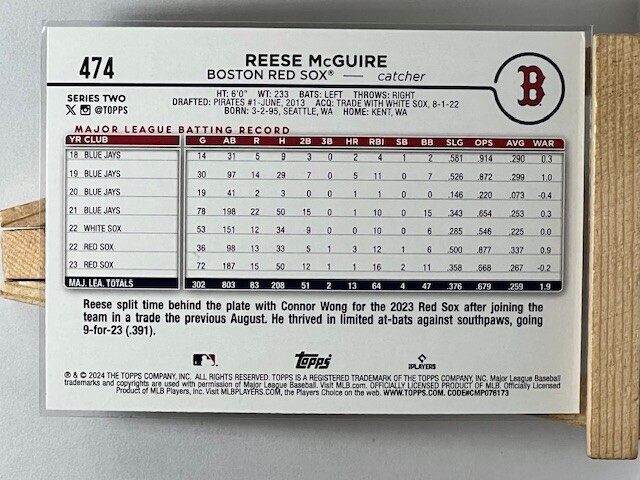 474
REESE McGUIRE
BOSTON RED SOX® — catcher
B
SERIES TWO
@TOPPS
HT: 6'0" WT: 233 BATS: LEFT THROWS: RIGHT
DRAFTED: PIRATES #1-JUNE, 2013 ACQ: TRADE WITH WHITE SOX, 8-1-22
BORN: 3-2-95, SEATTLE, WA HOME: KENT, WA
MAJOR LEAGUE BATTING RECORD
YR CLUB G AB R H 2B 3B HR RBI SB BB SLG OPS AVG WAR
18 BLUE JAYS 14 31 5 9 3 0 2 4 1 2 .581 .914 .290 0.3
19 BLUE JAYS 30 97 14 29 7 0 5 11 0 7 .526 .872 .299 1.0
20 BLUE JAYS 19 41 2 3 0 0 1 1 0 0 .146 .220 .073 -0.4
21 BLUE JAYS 78 198 22 50 15 0 1 10 0 15 .343 .654 .253 0.3
22 WHITE SOX 53 151 12 34 9 0 0 10 0 6 .285 .546 .225 0.0
22 RED SOX 36 98 13 33 5 1 3 12 1 6 .500 .877 .337 0.9
23 RED SOX 72 187 15 50 12 1 1 16 2 11 .358 .668 .267 -0.2
MAJ. LEA. TOTALS 302 803 83 208 51 2 13 64 4 47 .376 .679 .259 1.9
Reese split time behind the plate with Connor Wong for the 2023 Red Sox after joining the
team in a trade the previous August. He thrived in limited at-bats against southpaws, going
9-for-23 (.391).
Topps
PLAYERS
® & © 2024 THE TOPPS COMPANY, INC. ALL RIGHTS RESERVED. TOPPS IS A REGISTERED TRADEMARK OF THE TOPPS COMPANY, INC. Major League Baseball
trademarks and copyrights are used with permission of Major League Baseball. Visit MLB.com. OFFICIALLY LICENSED PRODUCT OF MLB. Officially Licensed
Product of MLB Players, Inc. Visit MLBPLAYERS.com, the Players Choice on the web. WWW.TOPPS.COM. CODE#CMP076173